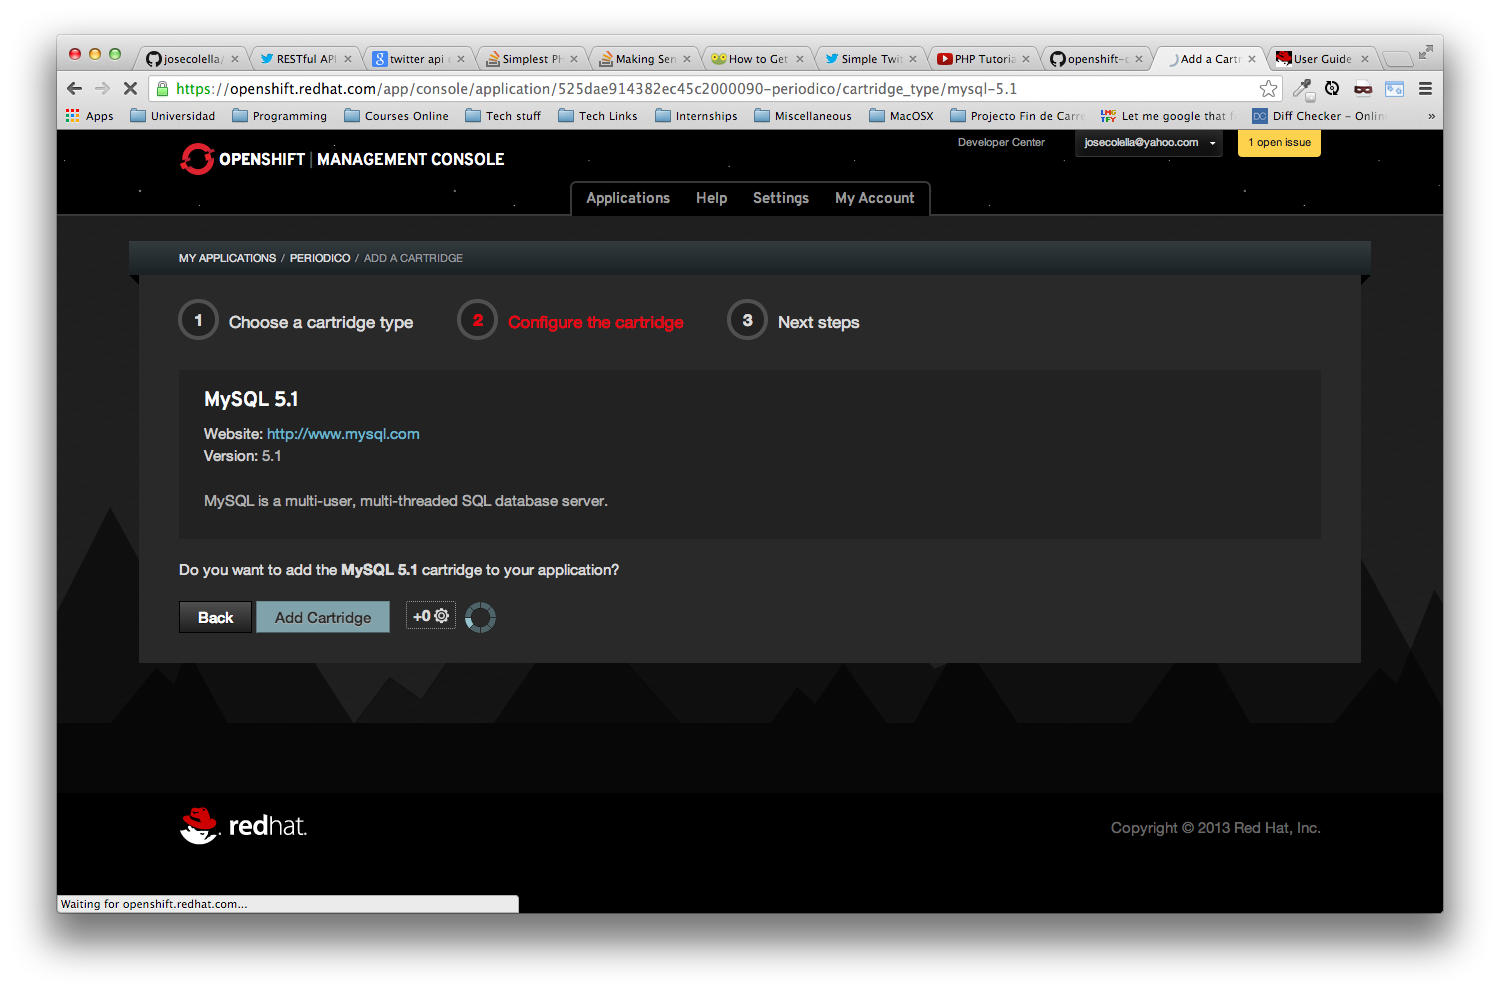 josecolella/
RESTful API
twitter api
Simplest PH
Making Ser
How to Get
Simple Twit
PHP Tutoria
openshift-c
Add a Cartr
User Guide
https://openshift.redhat.com/app/console/application/525dae914382ec45c2000090-periodico/cartridge_type/mysql-5.1
Apps Universidad Programming Courses Online Tech stuff Tech Links Internships Miscellaneous MacOSX Projecto Fin de Carre LMG TFY Let me google that f DC Diff Checker - Onlin »
OPENSHIFT | MANAGEMENT CONSOLE
Developer Center josecolella@yahoo.com 1 open issue
Applications Help Settings My Account
MY APPLICATIONS / PERIODICO / ADD A CARTRIDGE
1 Choose a cartridge type 2 Configure the cartridge 3 Next steps
MySQL 5.1
Website: http://www.mysql.com
Version: 5.1
MySQL is a multi-user, multi-threaded SQL database server.
Do you want to add the MySQL 5.1 cartridge to your application?
Back Add Cartridge +0
redhat.
Copyright © 2013 Red Hat, Inc.
Waiting for openshift.redhat.com...